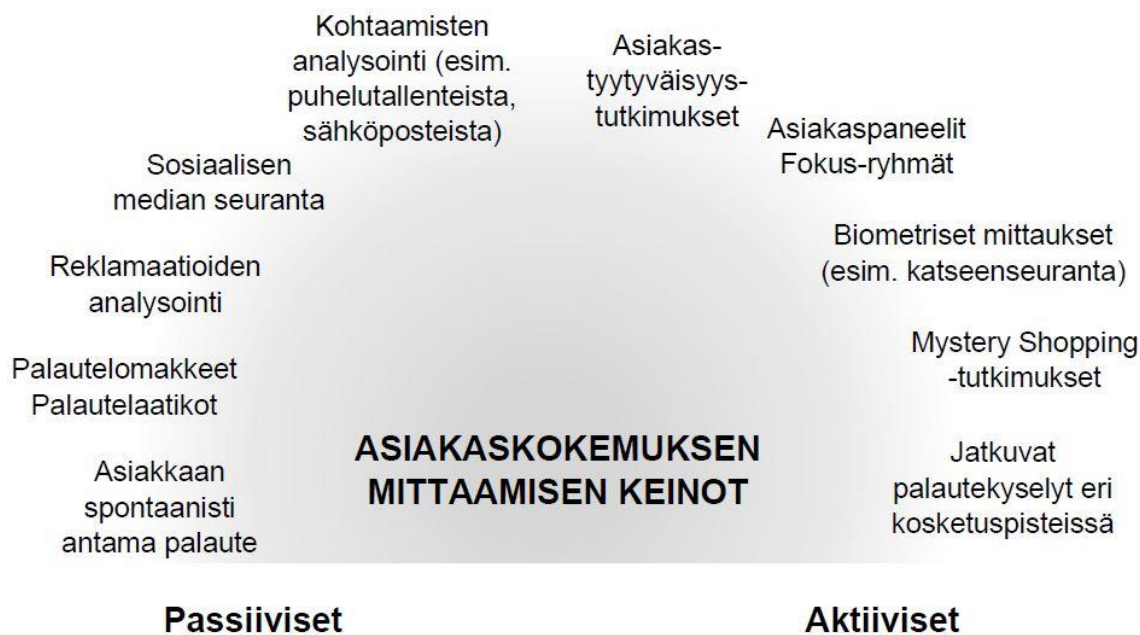 Kohtaamisten
analysointi (esim.
puhelutallenteista,
sähköposteista)
Asiakas-
tyytyväisyys-
tutkimukset
Asiakaspaneelit
Fokus-ryhmät
Sosiaalisen
median seuranta
Biometriset mittaukset
(esim. katseenseuranta)
Reklamaatioiden
analysointi
Mystery Shopping
-tutkimukset
Palautelomakkeet
Palautelaatikot
Jatkuvat
palautekyselyt eri
kosketuspisteissä
Asiakkaan
spontaanisti
antama palaute
ASIAKASKOKEMUKSEN
MITTAAMISEN KEINOT
Passiiviset
Aktiiviset